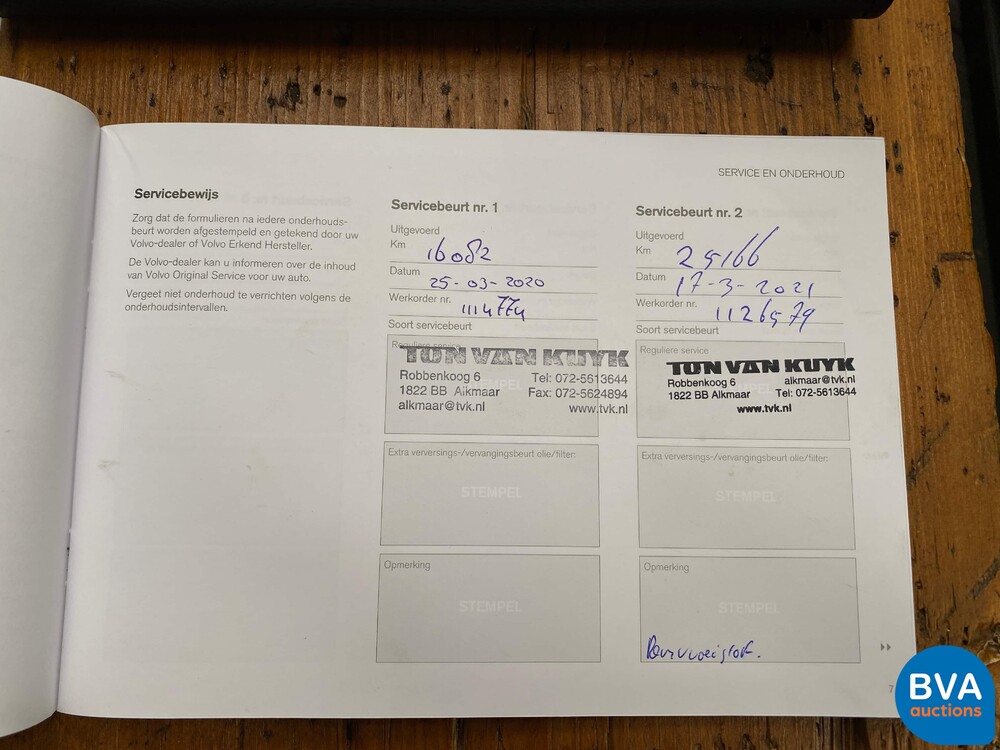 SERVICE EN ONDERHOUD
Servicebewijs
Zorg dat de formulieren na iedere onderhouds-
beurt worden afgestempeld en getekend door uw
Volvo-dealer of Volvo Erkend Hersteller.
De Volvo-dealer kan u informeren over de inhoud
van Volvo Original Service voor uw auto.
Vergeet niet onderhoud te verrichten volgens de
onderhoudsintervallen.
Servicebeurt nr. 1
Uitgevoerd
Km 16082
Datum 25-03-2020
Werkorder nr. 1114774
Soort servicebeurt
Reguliere service
TON VAN KUYK
Robbenkoog 6 Tel: 072-5613644
1822 BB Alkmaar Fax: 072-5624894
alkmaar@tvk.nl www.tvk.nl
STEMPEL
Extra verversings-/vervangingsbeurt olie/filter:
STEMPEL
Opmerking
STEMPEL
Servicebeurt nr. 2
Uitgevoerd
Km 25166
Datum 17-3-2021
Werkorder nr. 1126579
Soort servicebeurt
Reguliere service
TON VAN KUYK
Robbenkoog 6 alkmaar@tvk.nl
1822 BB Alkmaar Tel: 072-5613644
www.tvk.nl
Extra verversings-/vervangingsbeurt olie/filter:
STEMPEL
Opmerking
STEMPEL
7
BVA
auctions